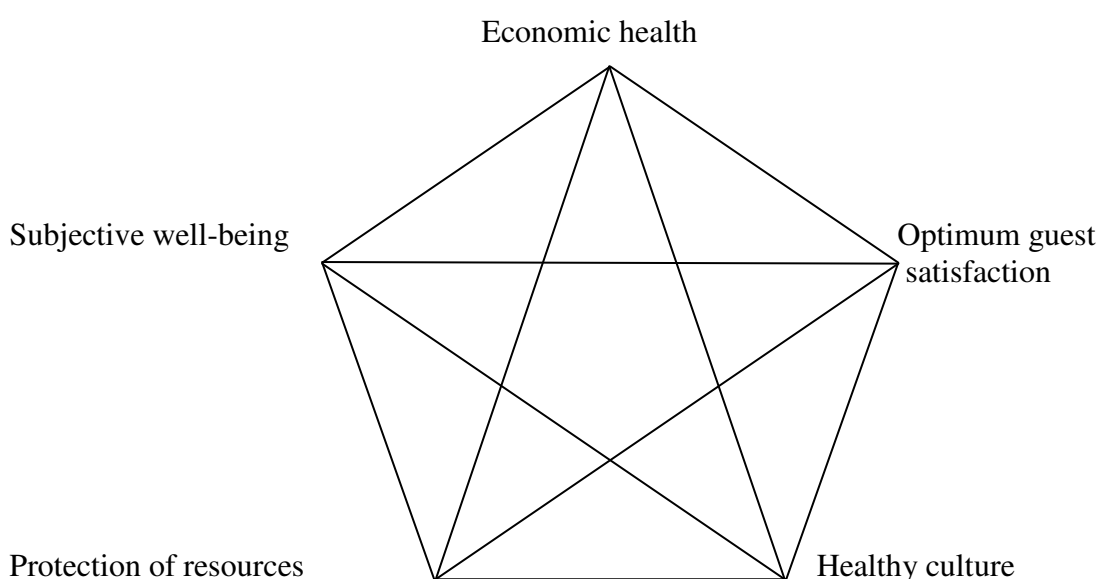 Economic health
Subjective well-being
Optimum guest
satisfaction
Protection of resources
Healthy culture